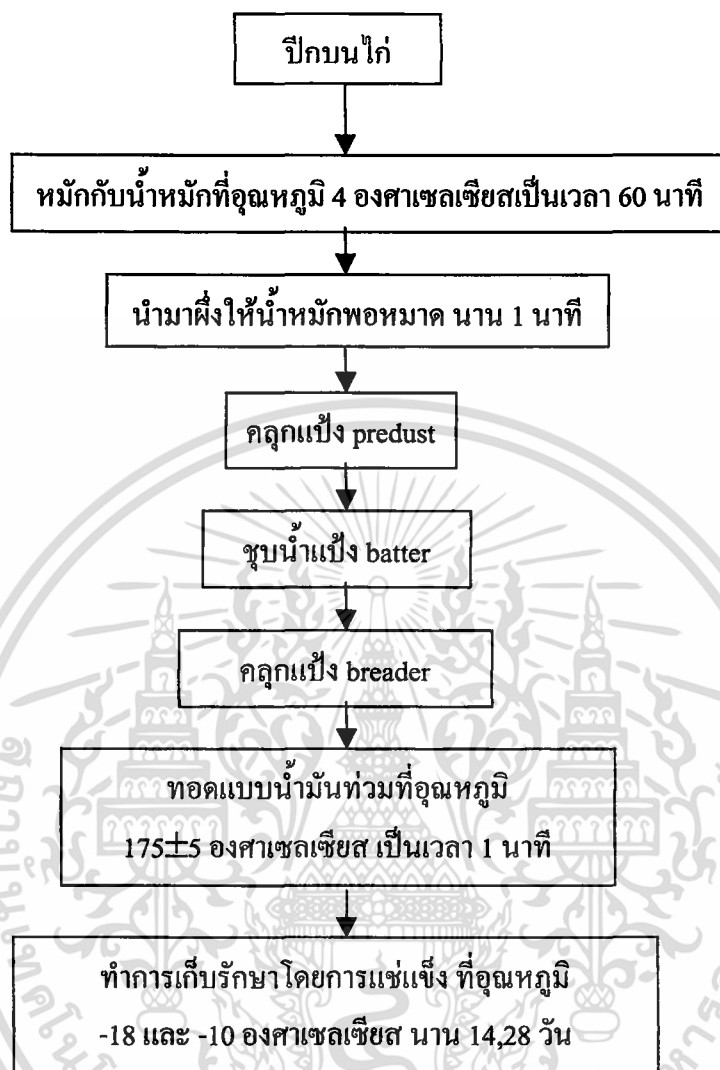 ปีกบนไก่
หมักกับน้ำหมักที่อุณหภูมิ 4 องศาเซลเซียสเป็นเวลา 60 นาที
นำมาผึ่งให้น้ำหมักพอหมาด นาน 1 นาที
คลุกแป้ง predust
ชุบน้ำแป้ง batter
คลุกแป้ง breader
ทอดแบบน้ำมันท่วมที่อุณหภูมิ
175±5 องศาเซลเซียส เป็นเวลา 1 นาที
ทำการเก็บรักษาโดยการแช่แข็ง ที่อุณหภูมิ
-18 และ -10 องศาเซลเซียส นาน 14,28 วัน